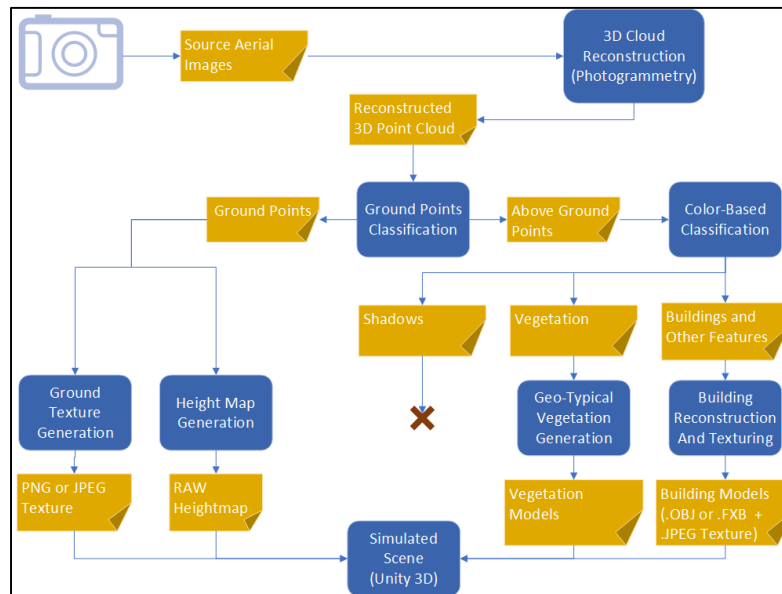 Source Aerial
Images
3D Cloud
Reconstruction
(Photogrammetry)
Reconstructed
3D Point Cloud
Ground Points
Ground Points
Classification
Above Ground
Points
Color-Based
Classification
Shadows
Vegetation
Buildings and
Other Features
Ground
Texture
Generation
Height Map
Generation
Geo-Typical
Vegetation
Generation
Building
Reconstruction
And Texturing
PNG or JPEG
Texture
RAW
Heightmap
Vegetation
Models
Building Models
(.OBJ or .FXB +
.JPEG Texture)
Simulated
Scene
(Unity 3D)